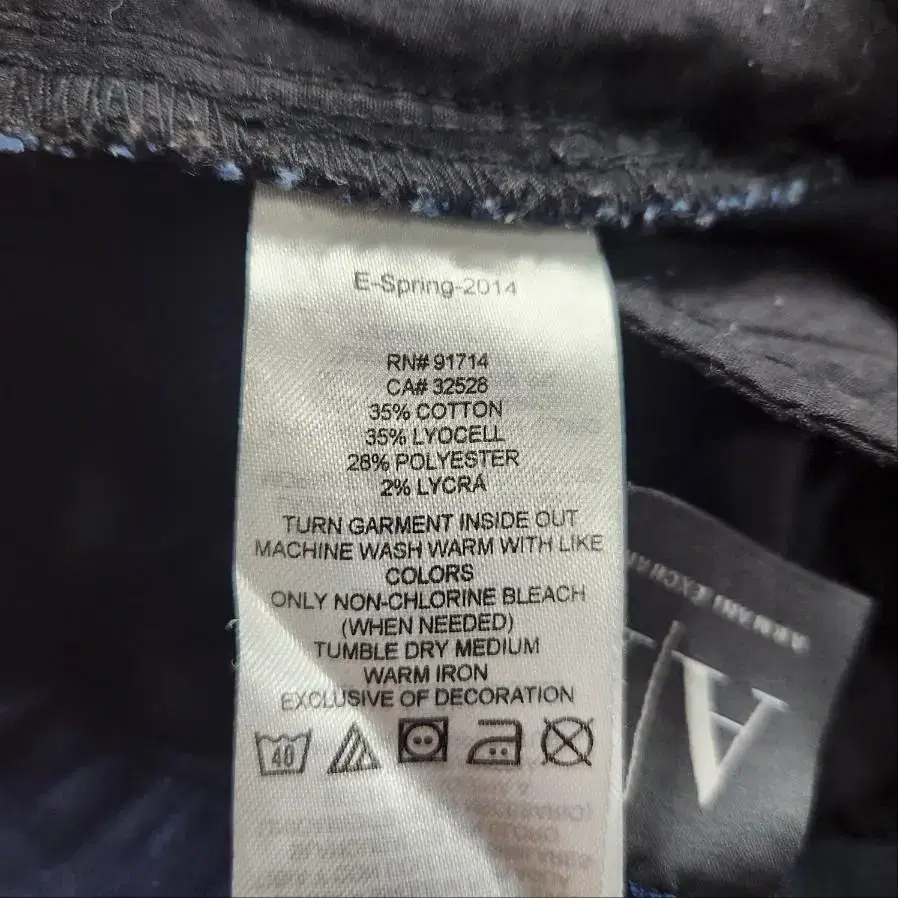 E-Spring-2014
RN# 91714
CA# 32528
35% COTTON
35% LYOCELL
28% POLYESTER
2% LYCRA
TURN GARMENT INSIDE OUT
MACHINE WASH WARM WITH LIKE
COLORS
ONLY NON-CHLORINE BLEACH
(WHEN NEEDED)
TUMBLE DRY MEDIUM
WARM IRON
EXCLUSIVE OF DECORATION
40
ARMANI EXCHA
A